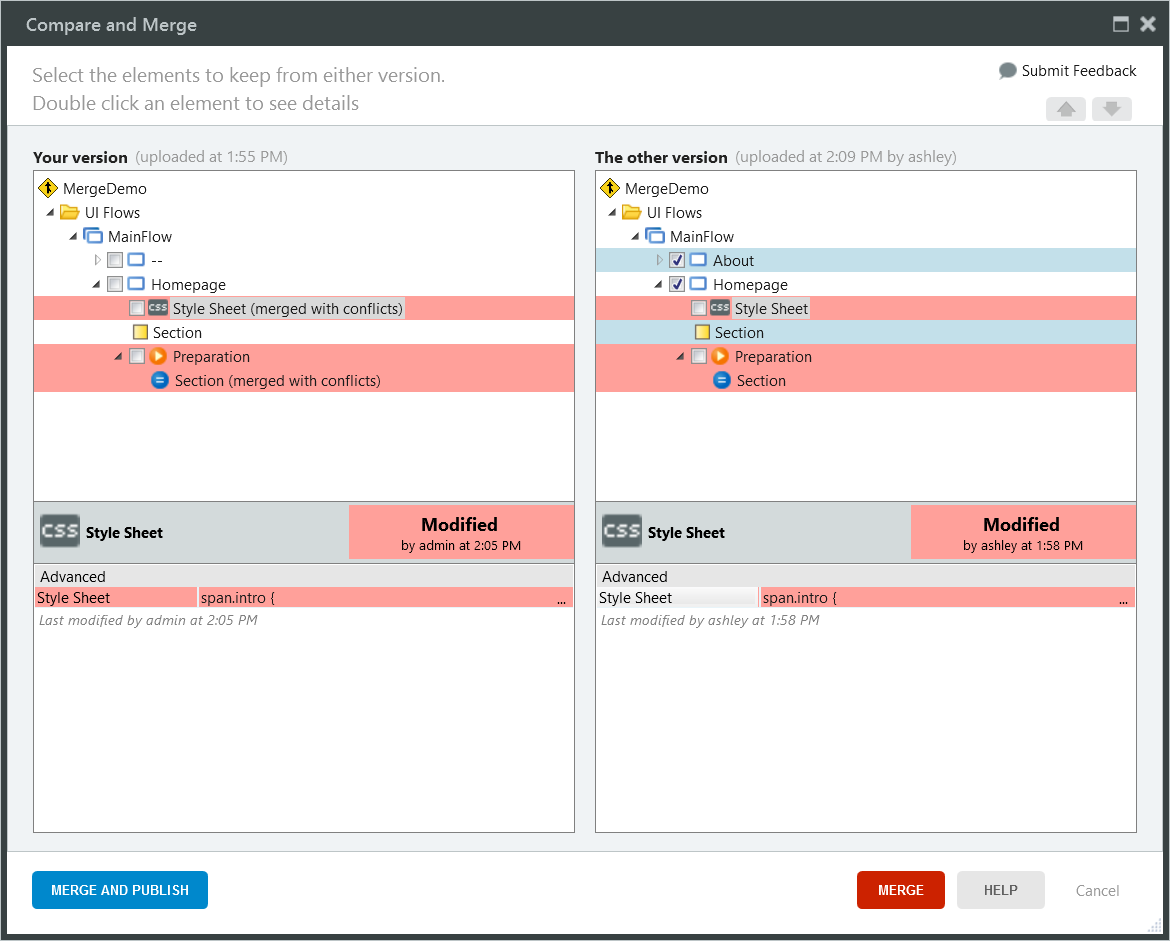 Compare and Merge
Select the elements to keep from either version.
Double click an element to see details
Submit Feedback
Your version (uploaded at 1:55 PM)
MergeDemo
UI Flows
MainFlow
--
Homepage
css Style Sheet (merged with conflicts)
Section
Preparation
Section (merged with conflicts)
css Style Sheet
Modified
by admin at 2:05 PM
Advanced
Style Sheet span.intro { ...
Last modified by admin at 2:05 PM
The other version (uploaded at 2:09 PM by ashley)
MergeDemo
UI Flows
MainFlow
About
Homepage
css Style Sheet
Section
Preparation
Section
css Style Sheet
Modified
by ashley at 1:58 PM
Advanced
Style Sheet span.intro { ...
Last modified by ashley at 1:58 PM
MERGE AND PUBLISH
MERGE
HELP
Cancel